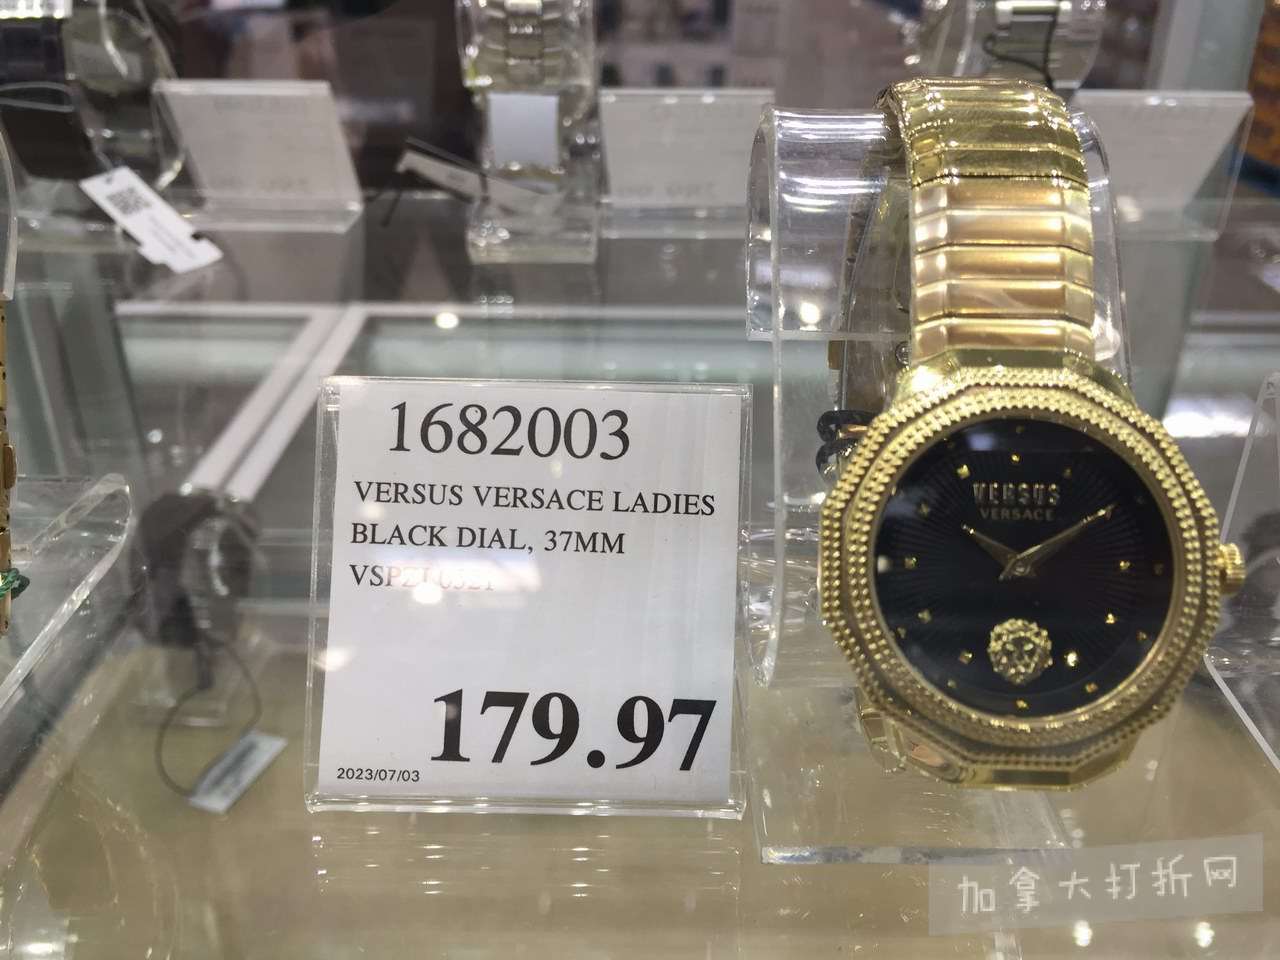 1682003
VERSUS VERSACE LADIES
BLACK DIAL, 37MM
179.97
2023/07/03
VERSUS
VERSACE
加拿大打折网